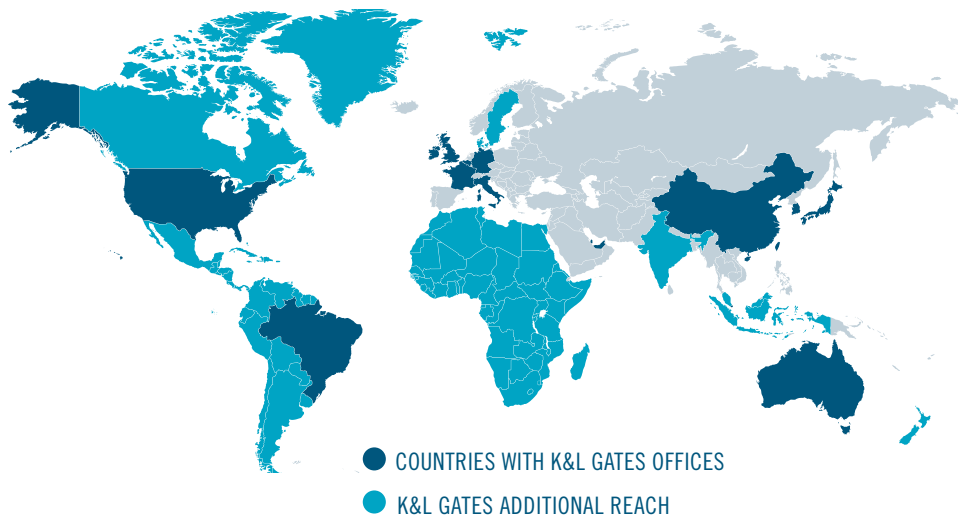 COUNTRIES WITH K&L GATES OFFICES
K&L GATES ADDITIONAL REACH